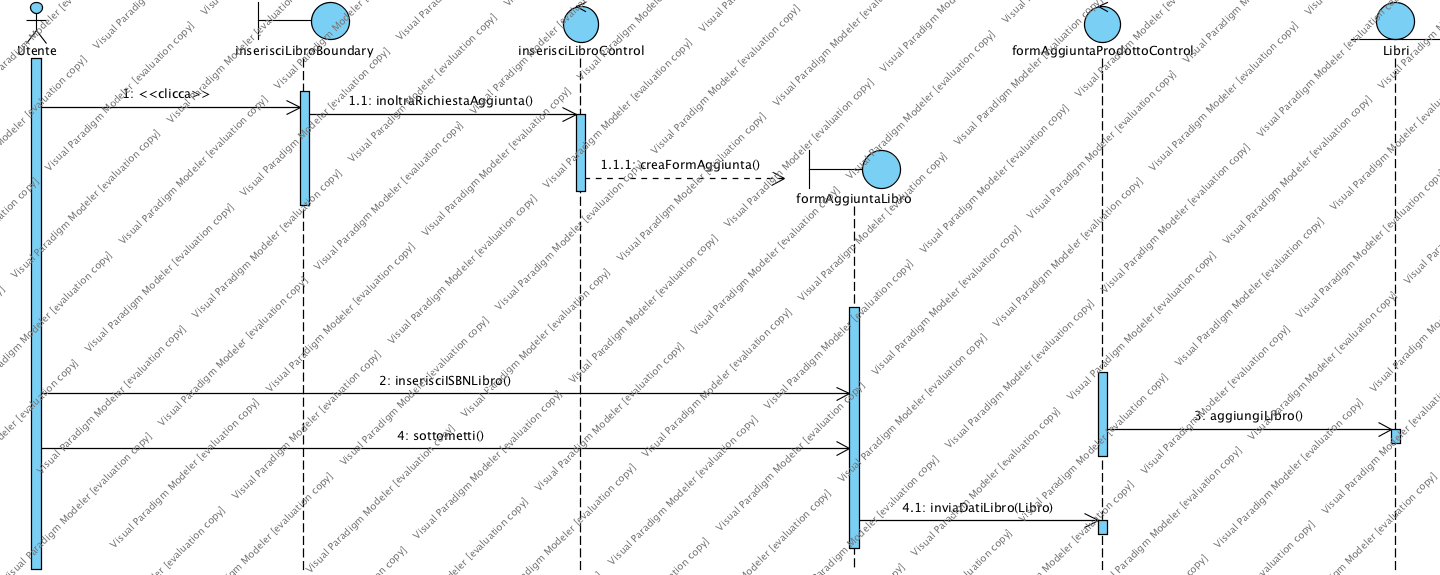 Utente
inserisciLibroBoundary
inserisciLibroControl
formAggiuntaProdottoControl
Libri
1: <<clicca>>
1.1: inoltraRichiestaAggiunta()
1.1.1: creaFormAggiunta()
formAggiuntaLibro
2: inserisciISBNLibro()
3: aggiungiLibro()
4: sottometti()
4.1: inviaDatiLibro(Libro)
Visual Paradigm Modeler [evaluation copy]